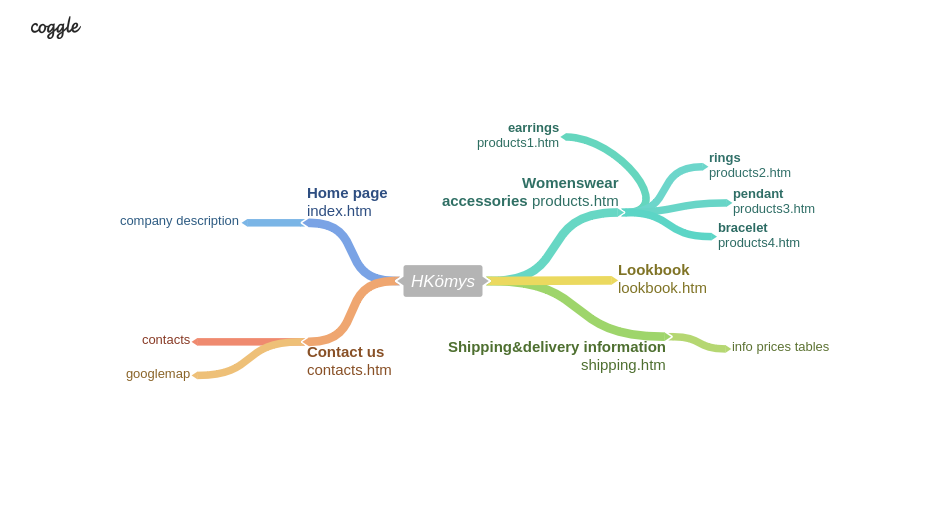 coggle
earrings
products1.htm
rings
products2.htm
Womenswear
accessories products.htm
pendant
products3.htm
bracelet
products4.htm
Home page
index.htm
company description
HKömys
Lookbook
lookbook.htm
contacts
googlemap
Contact us
contacts.htm
Shipping&delivery information
shipping.htm
info prices tables